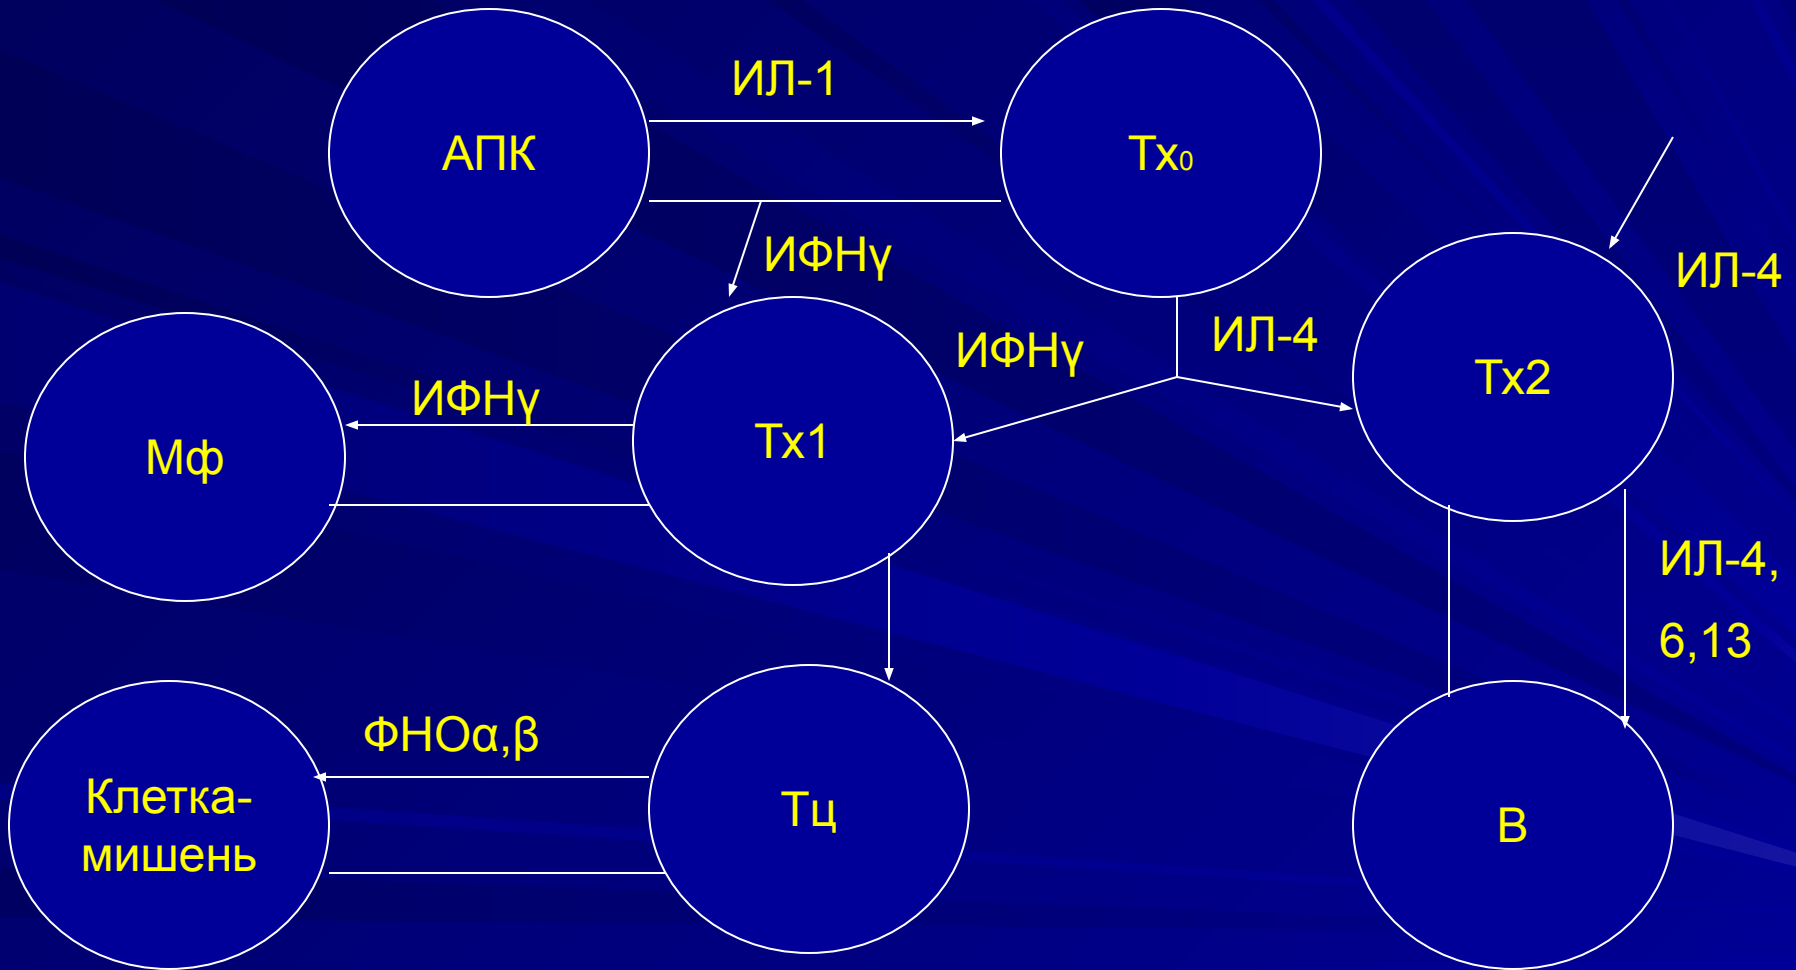 ИЛ-1
АПК
Тх₀
ИФНγ
ИЛ-4
ИФНγ
ИЛ-4
Тх2
ИФНγ
Тх1
Мф
ИЛ-4,
6,13
ФНОα,β
Клетка-
мишень
Тц
В